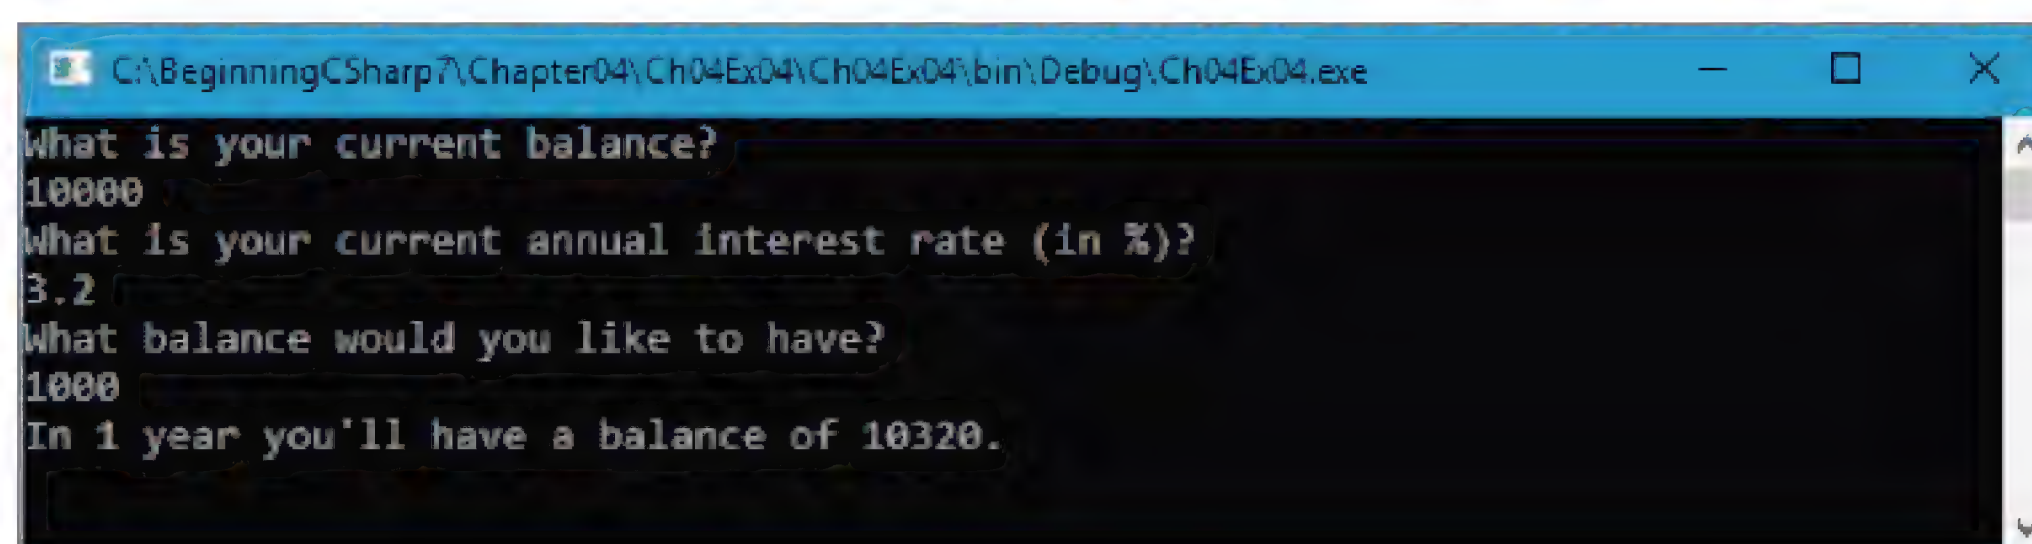 C:\BeginningCSharp7\Chapter04\Ch04Ex04\Ch04Ex04\bin\Debug\Ch04Ex04.exe
What is your current balance?
10000
What is your current annual interest rate (in %)?
3.2
What balance would you like to have?
1000
In 1 year you'll have a balance of 10320.